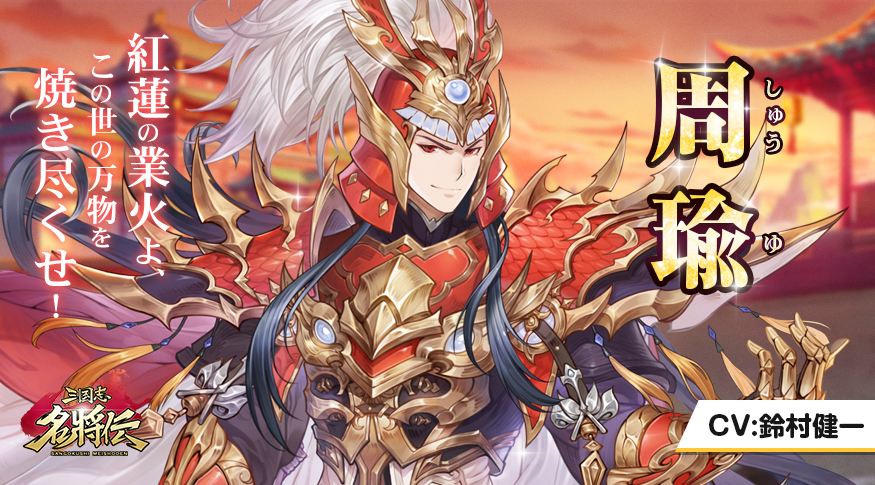 紅蓮の業火よ、
この世の万物を
焼き尽くせ！
周瑜
しゅう
ゆ
三国志
名将伝
SANGOKUSHI MEISHODEN
CV:鈴村健一